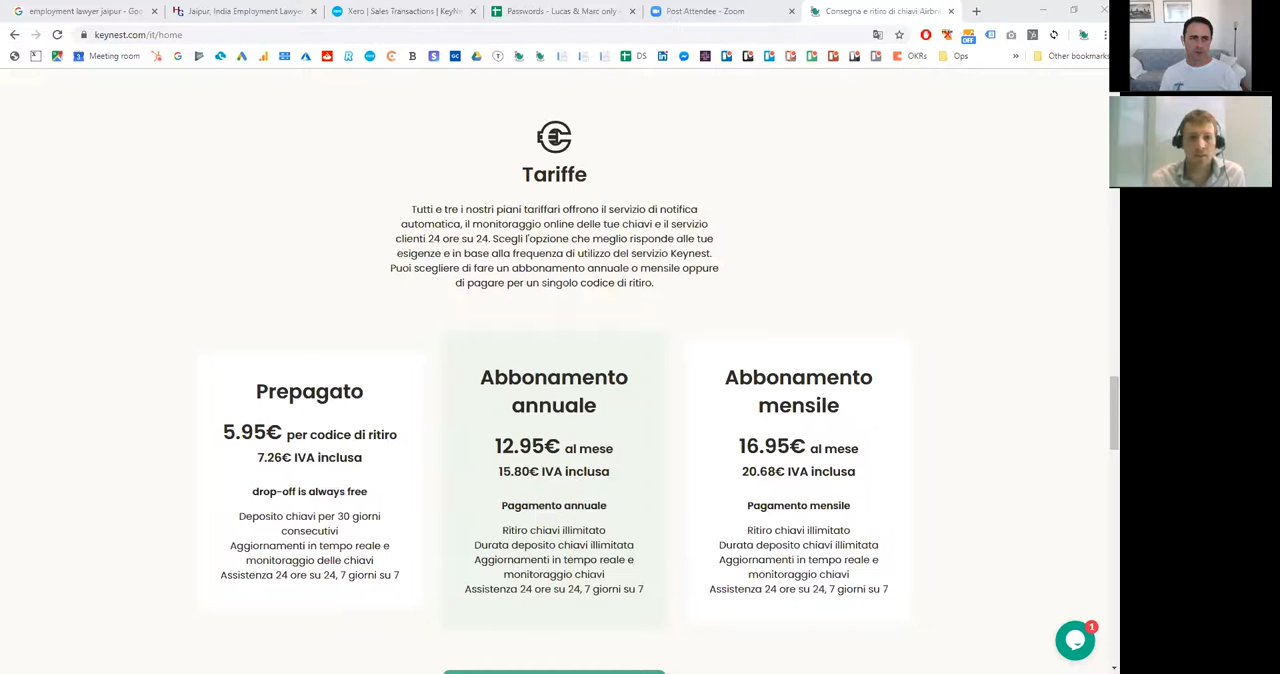 employment lawyer jaipur - Goo
Jaipur, India Employment Lawyer
Xero | Sales Transactions | KeyNe
Passwords - Lucas & Marc only -
Post Attendee - Zoom
Consegna e ritiro di chiavi Airbn
keynest.com/it/home
OFF
Meeting room
DS
OKRs
Ops
Other bookmarks
Tariffe
Tutti e tre i nostri piani tariffari offrono il servizio di notifica
automatica, il monitoraggio online delle tue chiavi e il servizio
clienti 24 ore su 24. Scegli l'opzione che meglio risponde alle tue
esigenze e in base alla frequenza di utilizzo del servizio Keynest.
Puoi scegliere di fare un abbonamento annuale o mensile oppure
di pagare per un singolo codice di ritiro.
Prepagato
5.95€ per codice di ritiro
7.26€ IVA inclusa
drop-off is always free
Deposito chiavi per 30 giorni
consecutivi
Aggiornamenti in tempo reale e
monitoraggio delle chiavi
Assistenza 24 ore su 24, 7 giorni su 7
Abbonamento
annuale
12.95€ al mese
15.80€ IVA inclusa
Pagamento annuale
Ritiro chiavi illimitato
Durata deposito chiavi illimitata
Aggiornamenti in tempo reale e
monitoraggio chiavi
Assistenza 24 ore su 24, 7 giorni su 7
Abbonamento
mensile
16.95€ al mese
20.68€ IVA inclusa
Pagamento mensile
Ritiro chiavi illimitato
Durata deposito chiavi illimitata
Aggiornamenti in tempo reale e
monitoraggio chiavi
Assistenza 24 ore su 24, 7 giorni su 7
1